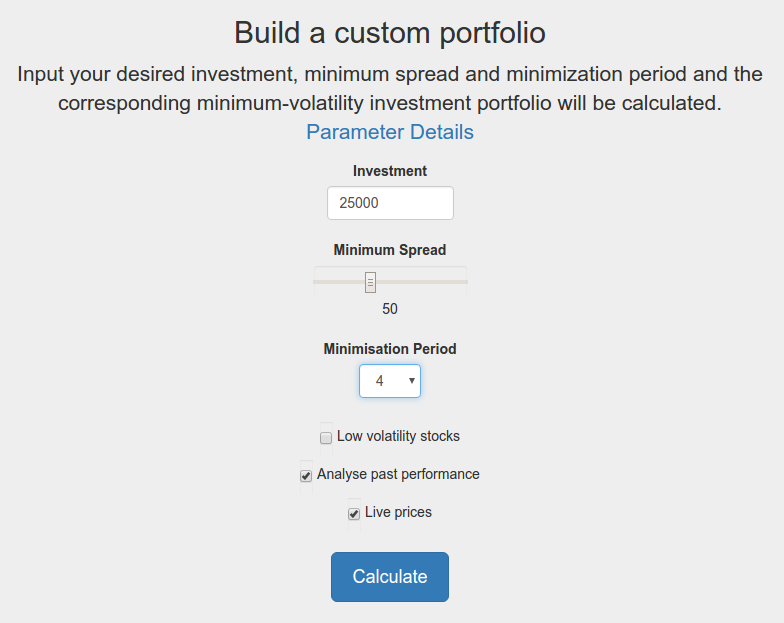 Build a custom portfolio
Input your desired investment, minimum spread and minimization period and the
corresponding minimum-volatility investment portfolio will be calculated.
Parameter Details
Investment
25000
Minimum Spread
50
Minimisation Period
4
Low volatility stocks
Analyse past performance
Live prices
Calculate